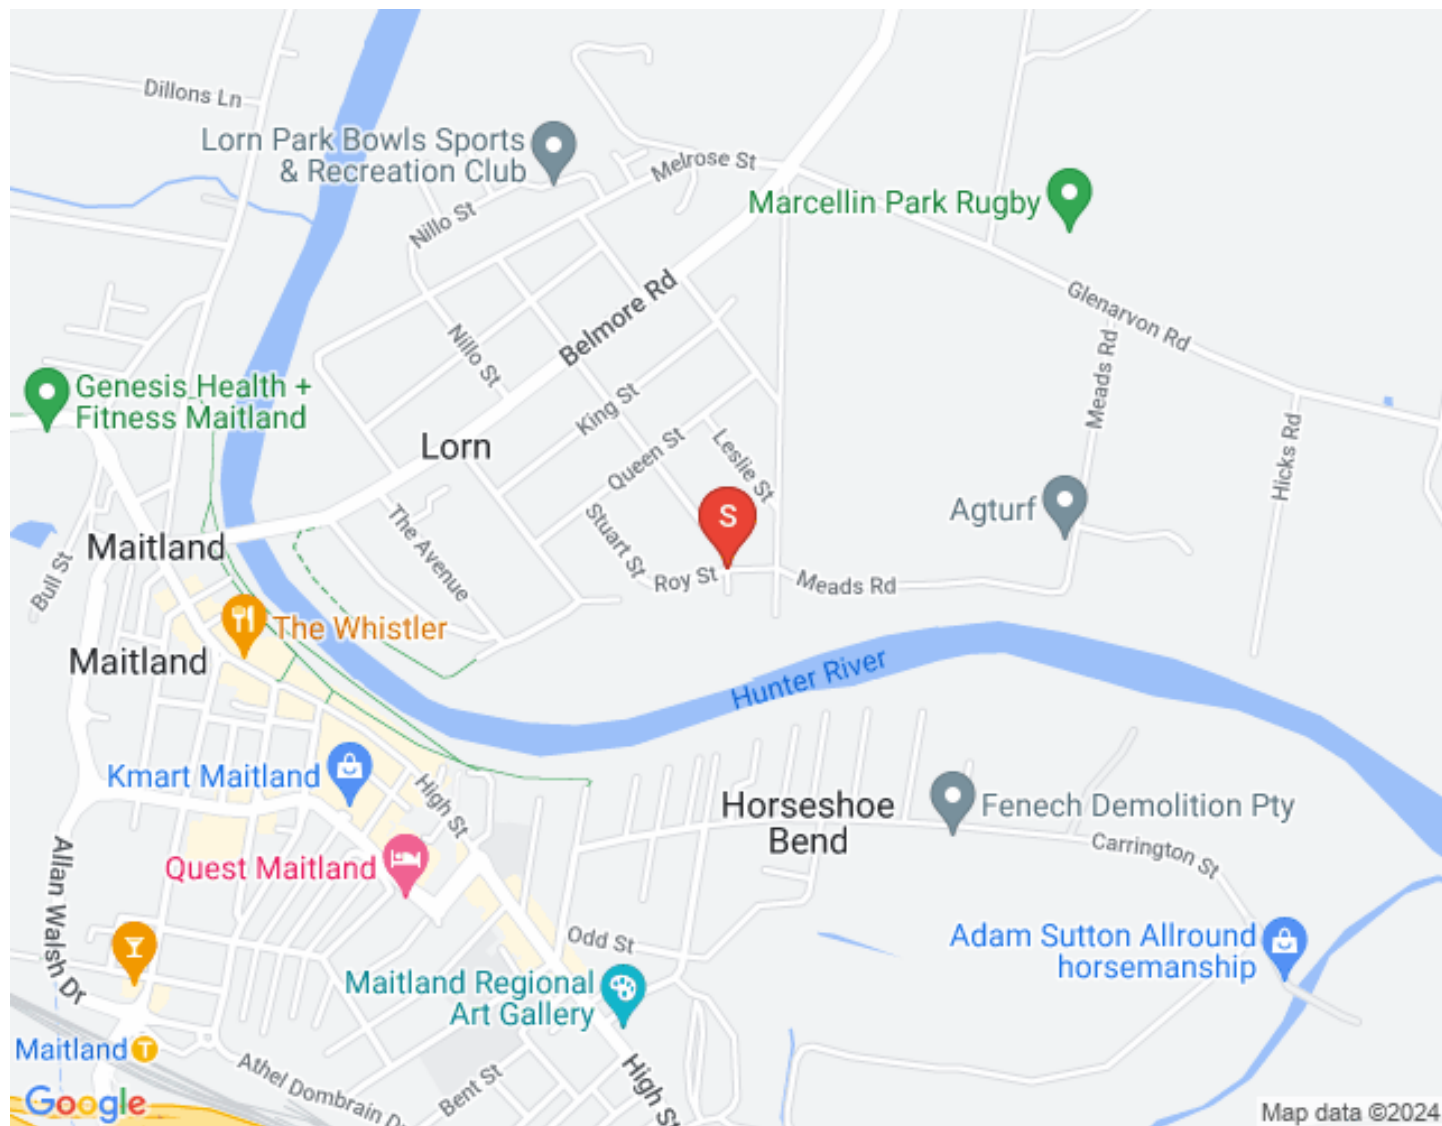 Dillons Ln
Lorn Park Bowls Sports
& Recreation Club
Melrose St
Marcellin Park Rugby
Nillo St
Belmore Rd
Glenarvon Rd
Nillo St
Meads Rd
Genesis Health +
Fitness Maitland
King St
Lorn
Queen St
Leslie St
Hicks Rd
S
Agturf
Stuart St
The Avenue
Maitland
Bull St
Roy St
Meads Rd
The Whistler
Maitland
Hunter River
Kmart Maitland
High St
Horseshoe
Bend
Fenech Demolition Pty
Carrington St
Quest Maitland
Allan Walsh Dr
Odd St
Adam Sutton Allround
horsemanship
Maitland Regional
Art Gallery
Maitland
T
Athel Dombrain Dr
Bent St
High St
Google
Map data ©2024